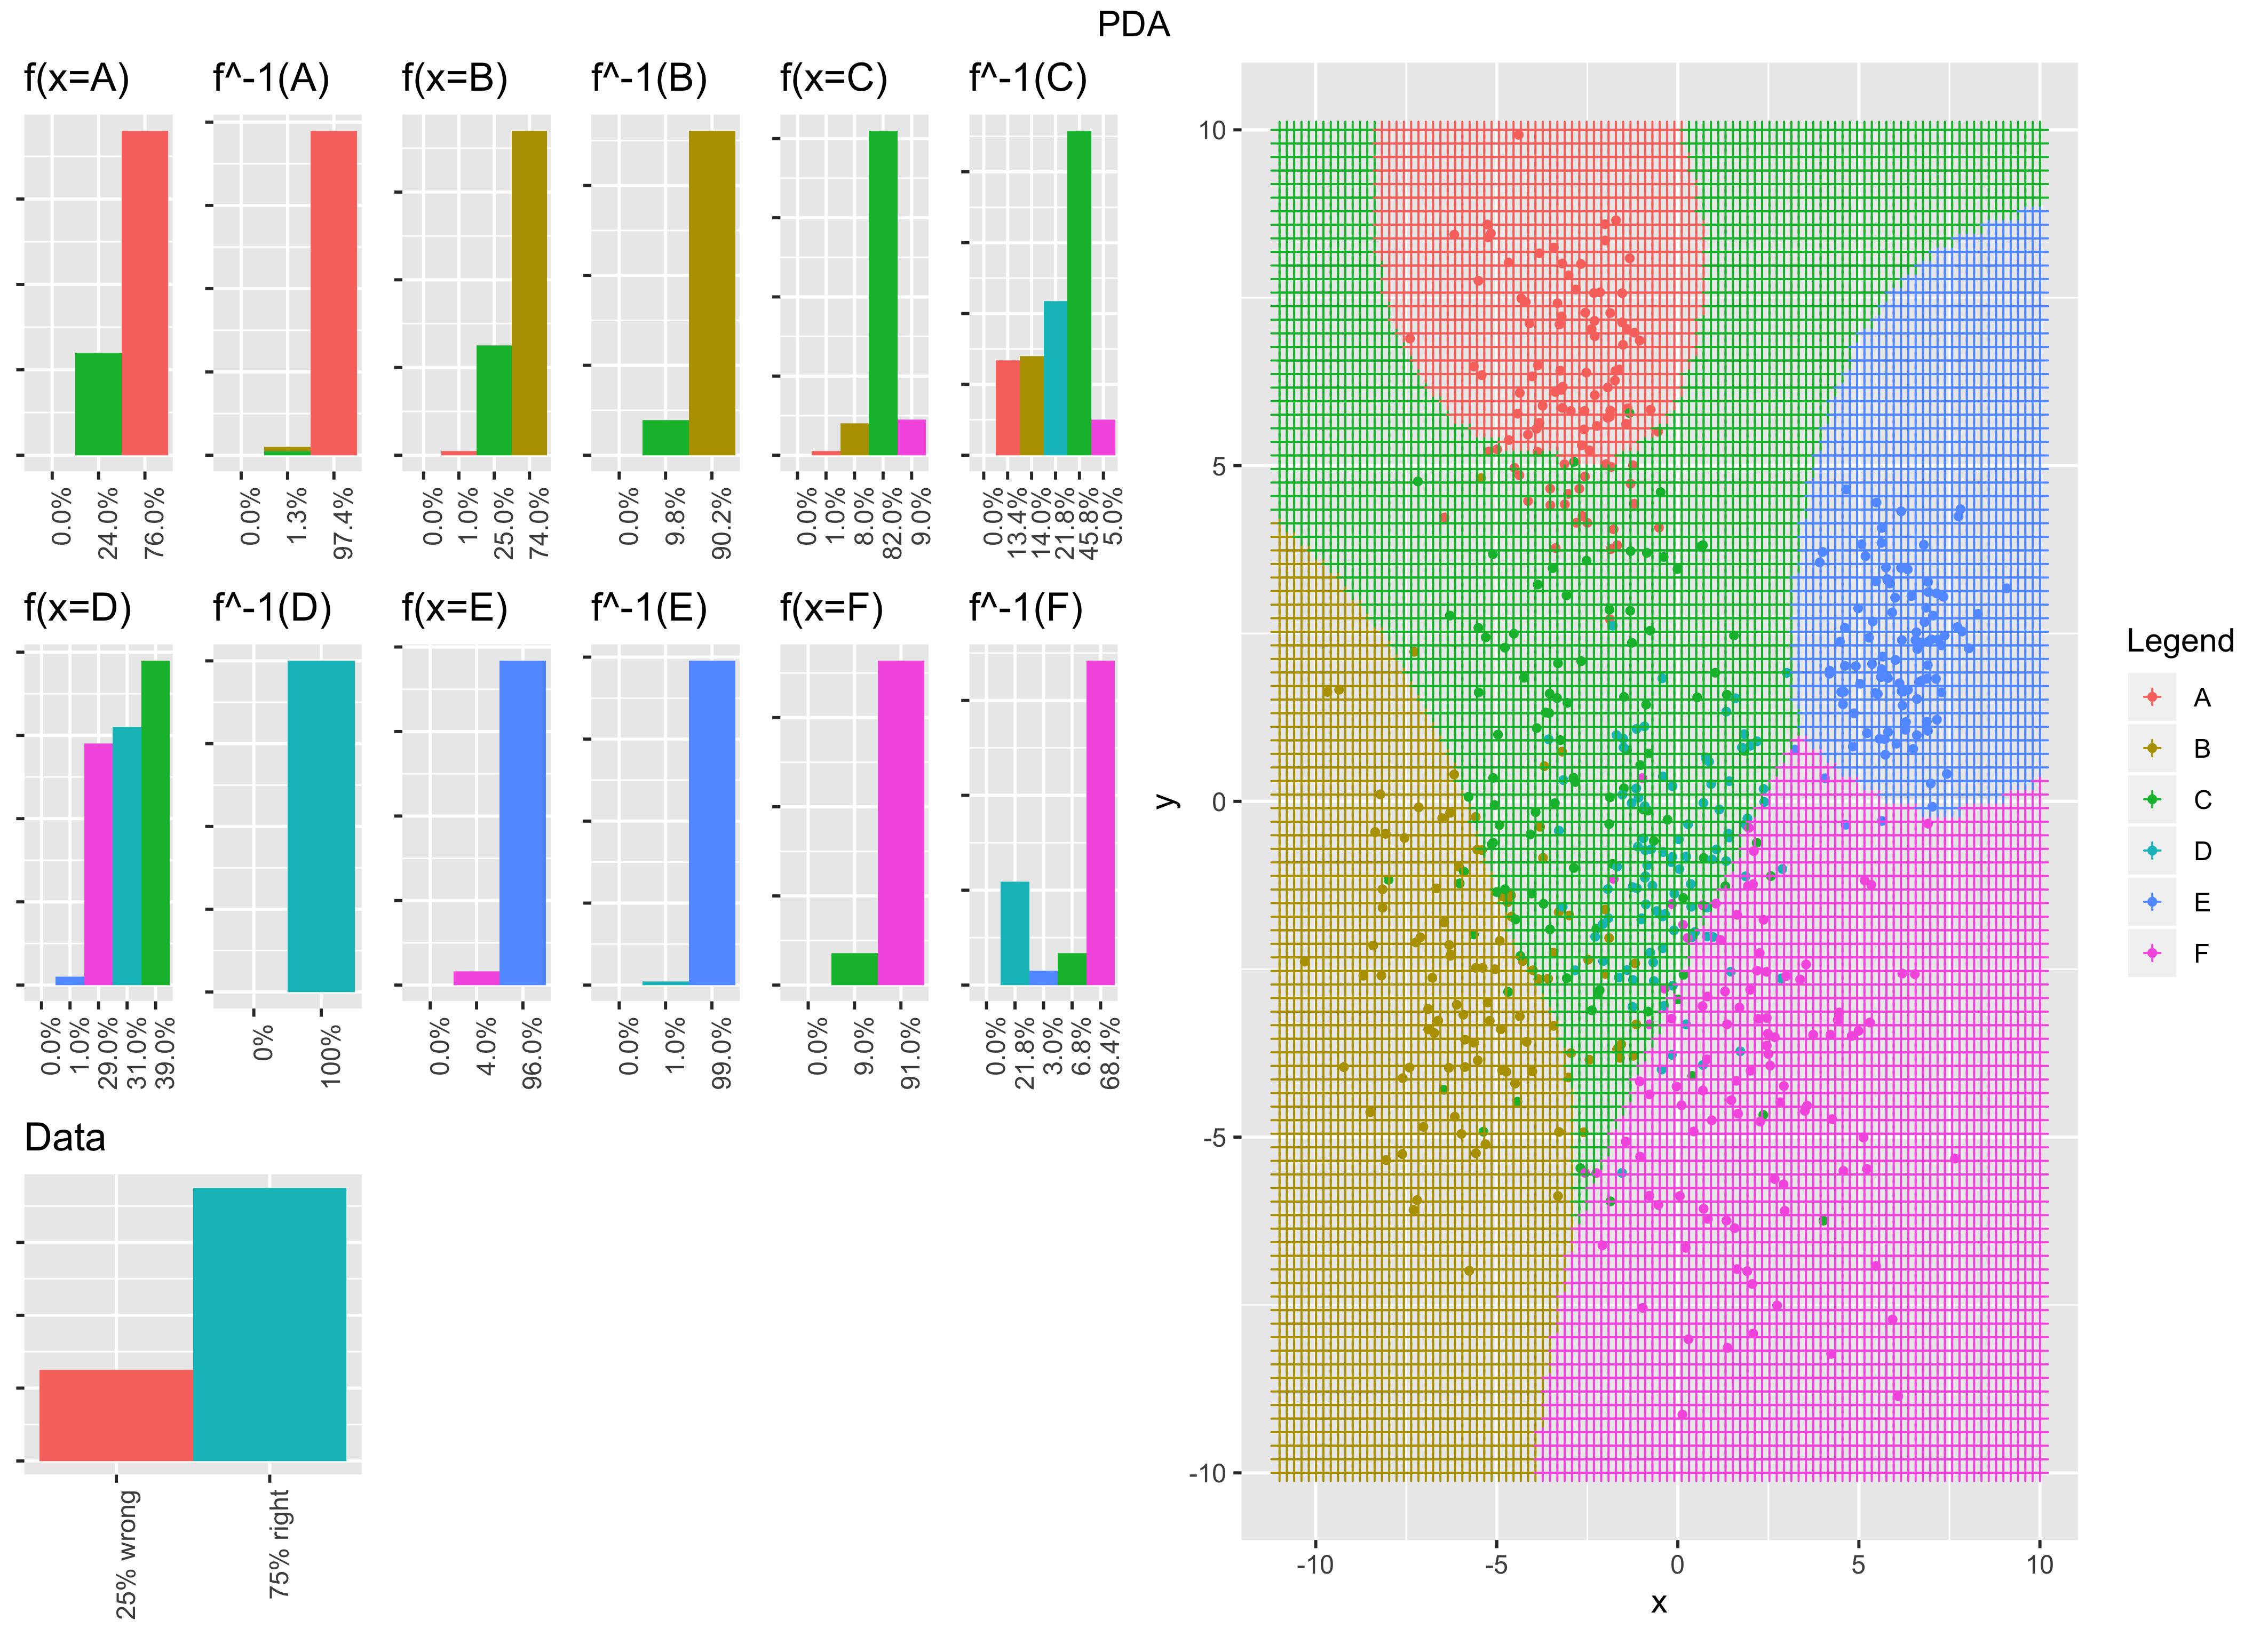 PDA
f(x=A) f^-1(A) f(x=B) f^-1(B) f(x=C) f^-1(C)
0.0% 24.0% 76.0% 0.0% 1.3% 97.4% 0.0% 1.0% 25.0% 74.0% 0.0% 9.8% 90.2% 0.0% 1.0% 8.0% 82.0% 9.0% 0.0% 13.4% 14.0% 21.8% 45.8% 5.0%
f(x=D) f^-1(D) f(x=E) f^-1(E) f(x=F) f^-1(F)
0.0% 1.0% 29.0% 31.0% 39.0% 0% 100% 0.0% 4.0% 96.0% 0.0% 1.0% 99.0% 0.0% 9.0% 91.0% 0.0% 21.8% 3.0% 6.8% 68.4%
Data
25% wrong 75% right
10
5
0
-5
-10
y
-10 -5 0 5 10
x
Legend
A
B
C
D
E
F